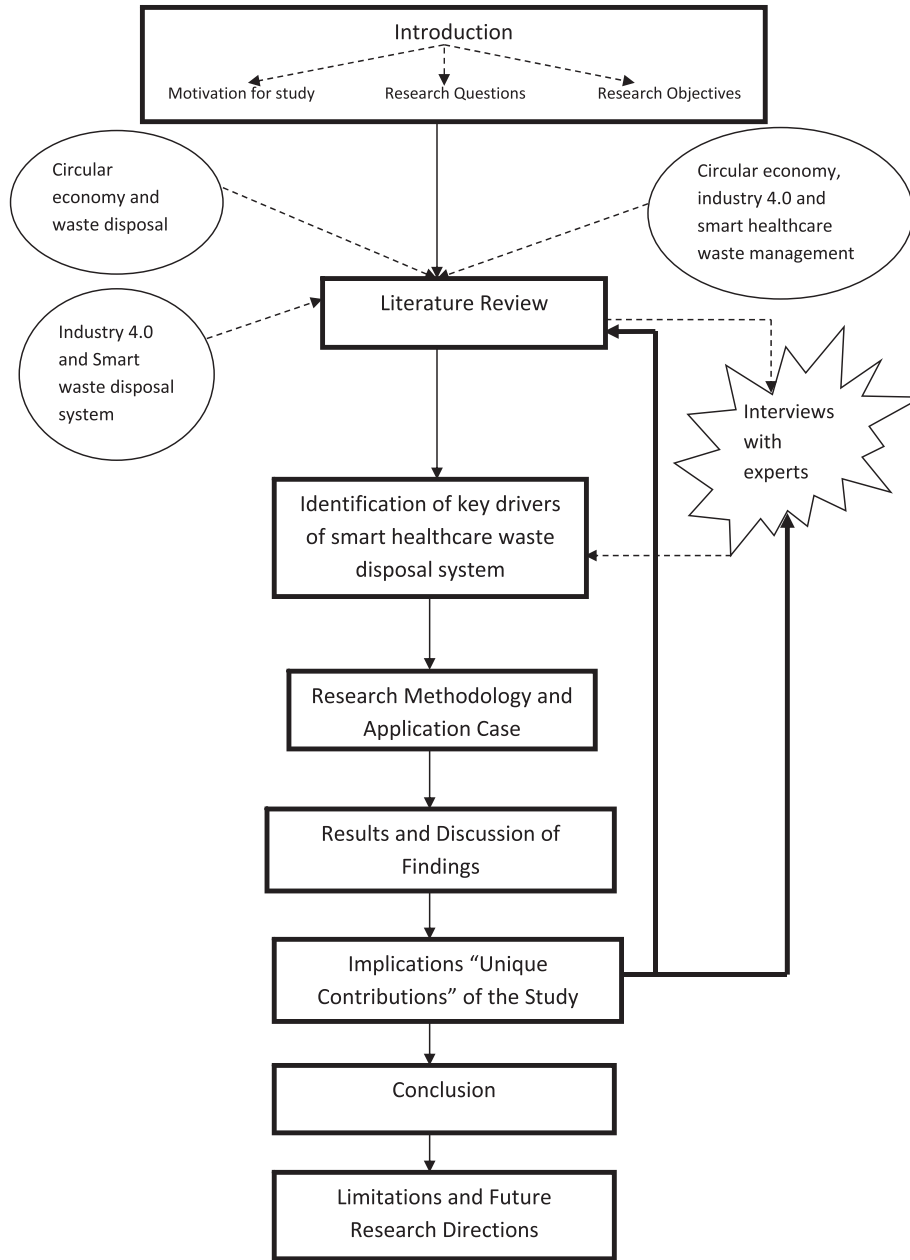 Introduction
Motivation for study
Research Questions
Research Objectives
Circular
economy and
waste disposal
Circular economy,
industry 4.0 and
smart healthcare
waste management
Literature Review
Industry 4.0
and Smart
waste disposal
system
Interviews
with
experts
Identification of key drivers
of smart healthcare waste
disposal system
Research Methodology and
Application Case
Results and Discussion of
Findings
Implications “Unique
Contributions” of the Study
Conclusion
Limitations and Future
Research Directions